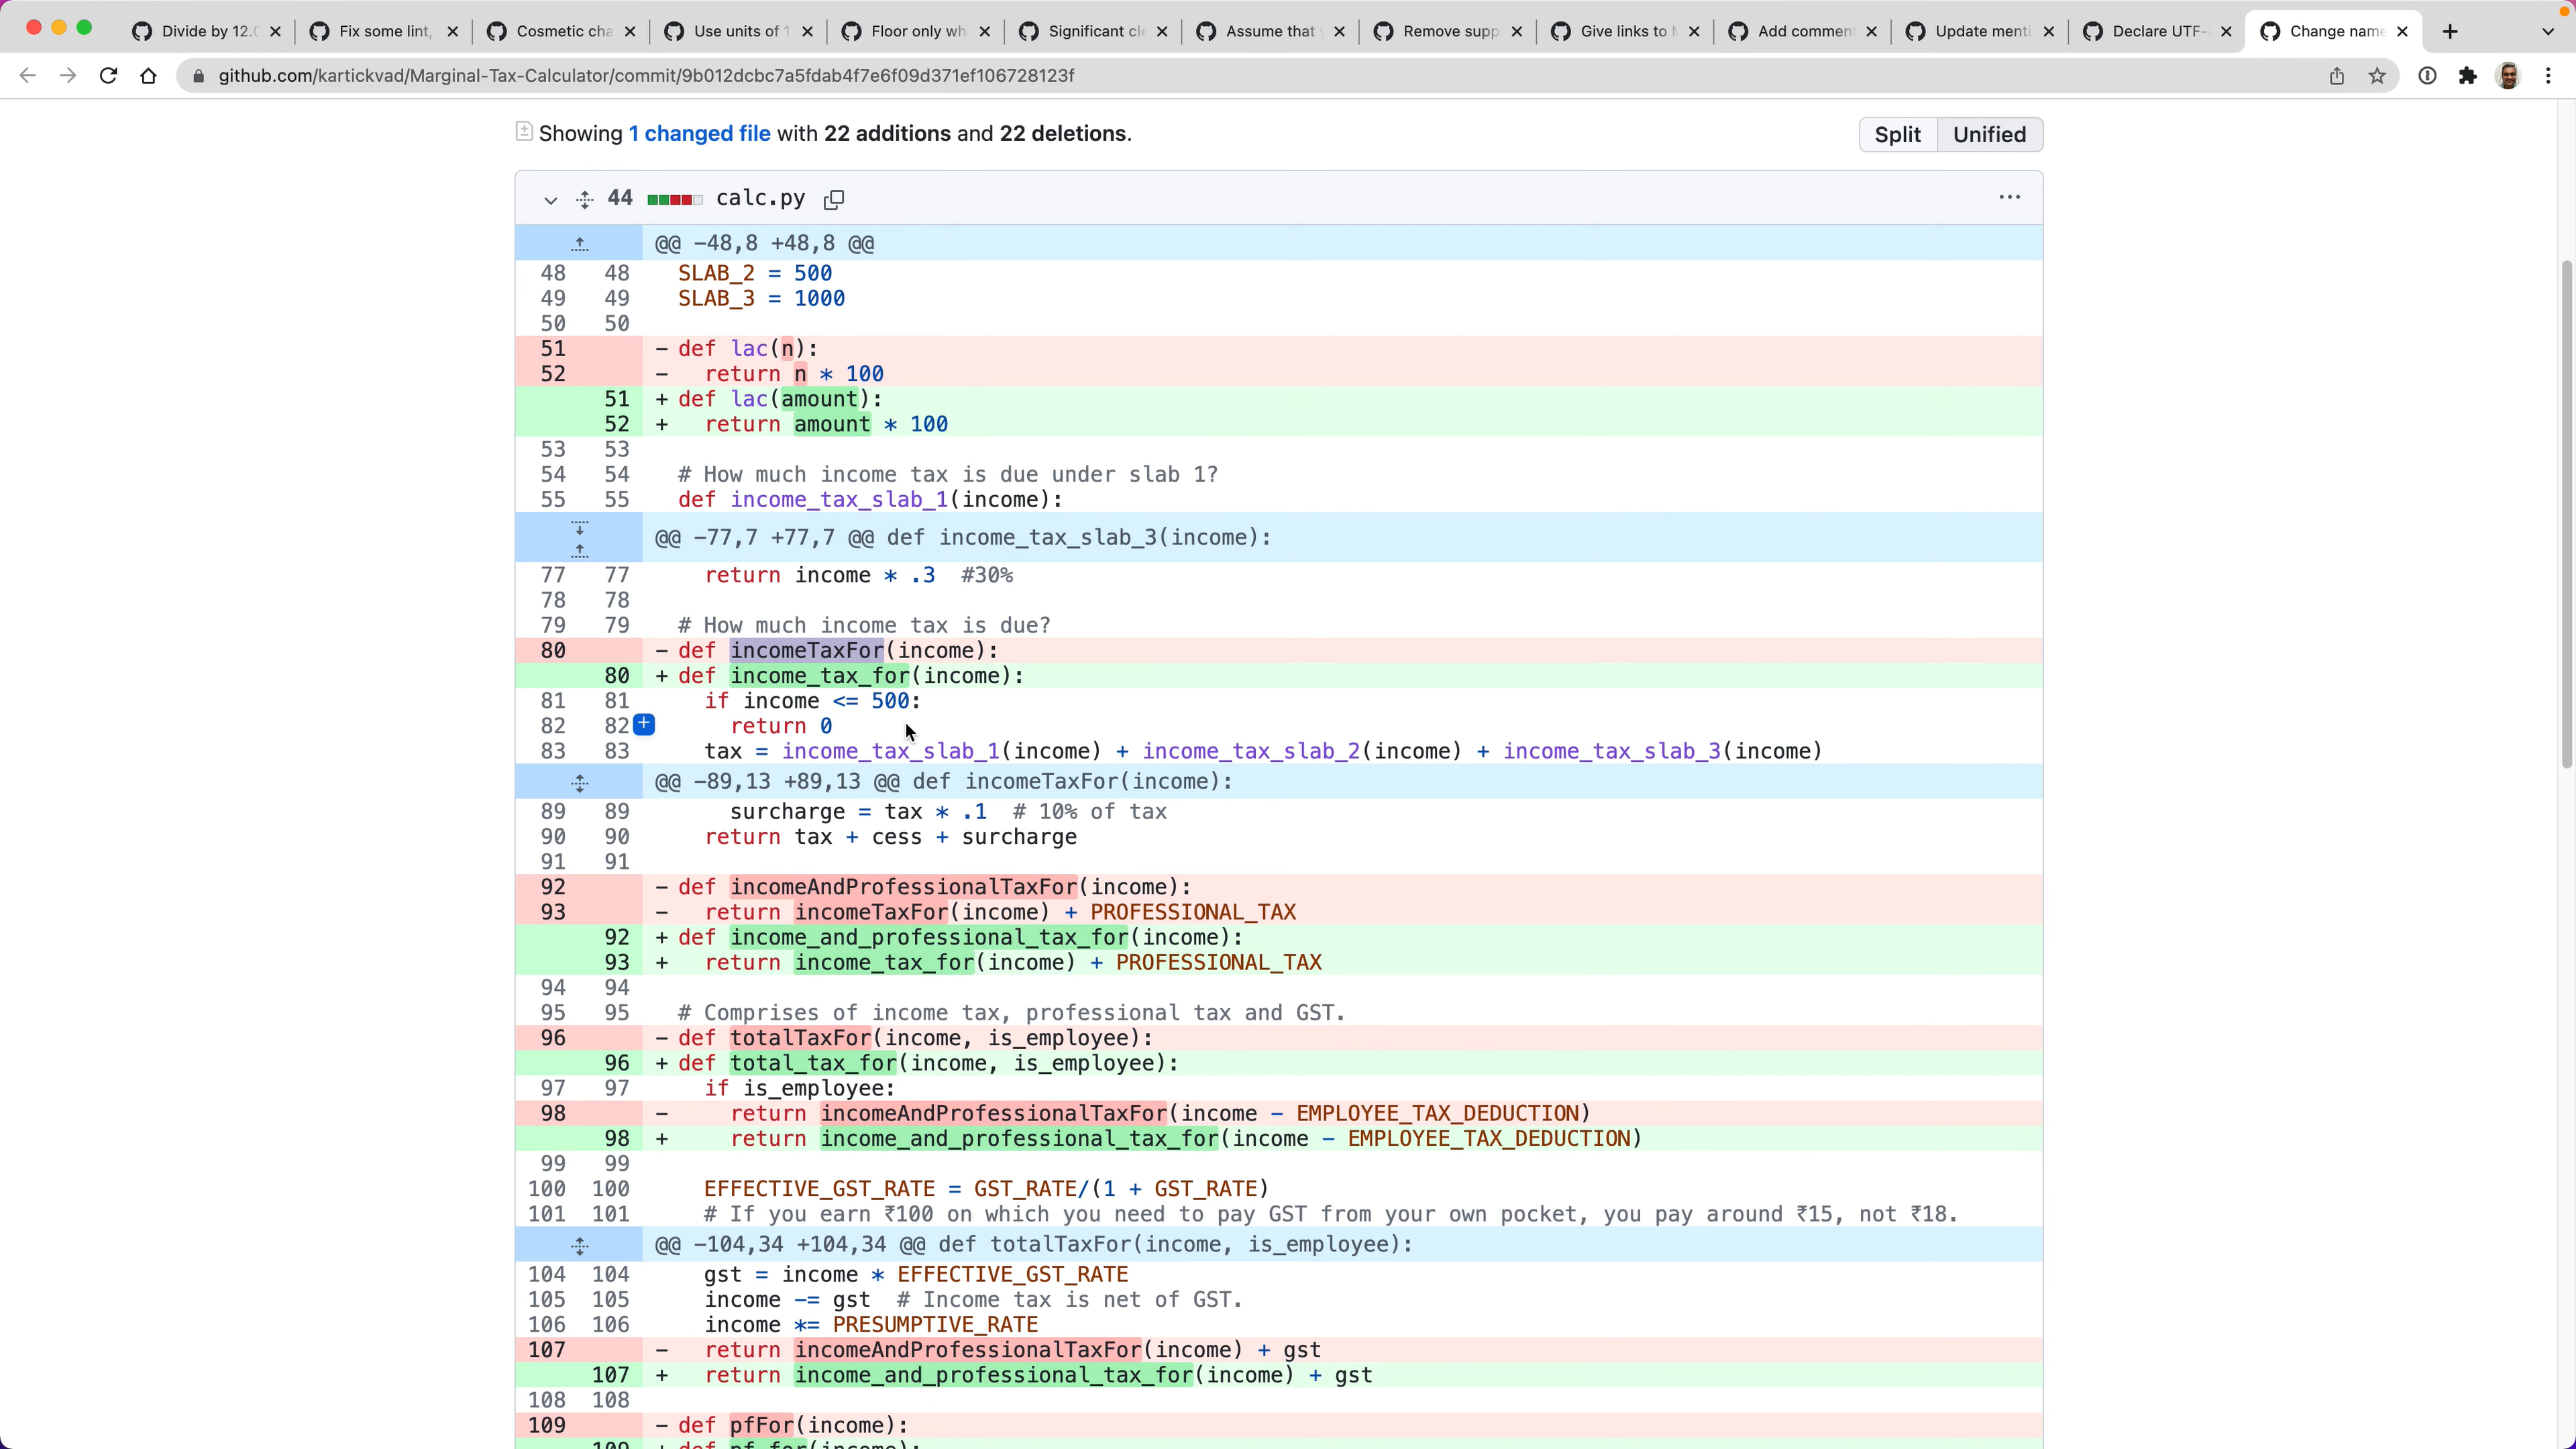 Divide by 12.0
Fix some lint,
Cosmetic cha
Use units of 1
Floor only wh
Significant cle
Assume that y
Remove supp
Give links to M
Add comment
Update menti
Declare UTF-
Change name
github.com/kartickvad/Marginal-Tax-Calculator/commit/9b012dcbc7a5fdab4f7e6f09d371ef106728123f
Showing 1 changed file with 22 additions and 22 deletions.
Split Unified
44 calc.py
@@ -48,8 +48,8 @@
48 48 SLAB_2 = 500
49 49 SLAB_3 = 1000
50 50
51 - def lac(n):
52 - return n * 100
51 + def lac(amount):
52 + return amount * 100
53 53
54 54 # How much income tax is due under slab 1?
55 55 def income_tax_slab_1(income):
@@ -77,7 +77,7 @@ def income_tax_slab_3(income):
77 77 return income * .3 #30%
78 78
79 79 # How much income tax is due?
80 - def incomeTaxFor(income):
80 + def income_tax_for(income):
81 81 if income <= 500:
82 82 return 0
83 83 tax = income_tax_slab_1(income) + income_tax_slab_2(income) + income_tax_slab_3(income)
@@ -89,13 +89,13 @@ def incomeTaxFor(income):
89 89 surcharge = tax * .1 # 10% of tax
90 90 return tax + cess + surcharge
91 91
92 - def incomeAndProfessionalTaxFor(income):
93 - return incomeTaxFor(income) + PROFESSIONAL_TAX
92 + def income_and_professional_tax_for(income):
93 + return income_tax_for(income) + PROFESSIONAL_TAX
94 94
95 95 # Comprises of income tax, professional tax and GST.
96 - def totalTaxFor(income, is_employee):
96 + def total_tax_for(income, is_employee):
97 97 if is_employee:
98 - return incomeAndProfessionalTaxFor(income - EMPLOYEE_TAX_DEDUCTION)
98 + return income_and_professional_tax_for(income - EMPLOYEE_TAX_DEDUCTION)
99 99
100 100 EFFECTIVE_GST_RATE = GST_RATE/(1 + GST_RATE)
101 101 # If you earn ₹100 on which you need to pay GST from your own pocket, you pay around ₹15, not ₹18.
@@ -104,34 +104,34 @@ def totalTaxFor(income, is_employee):
104 104 gst = income * EFFECTIVE_GST_RATE
105 105 income -= gst # Income tax is net of GST.
106 106 income *= PRESUMPTIVE_RATE
107 - return incomeAndProfessionalTaxFor(income) + gst
107 + return income_and_professional_tax_for(income) + gst
108 108
109 - def pfFor(income):
109 + def pf_for(income):